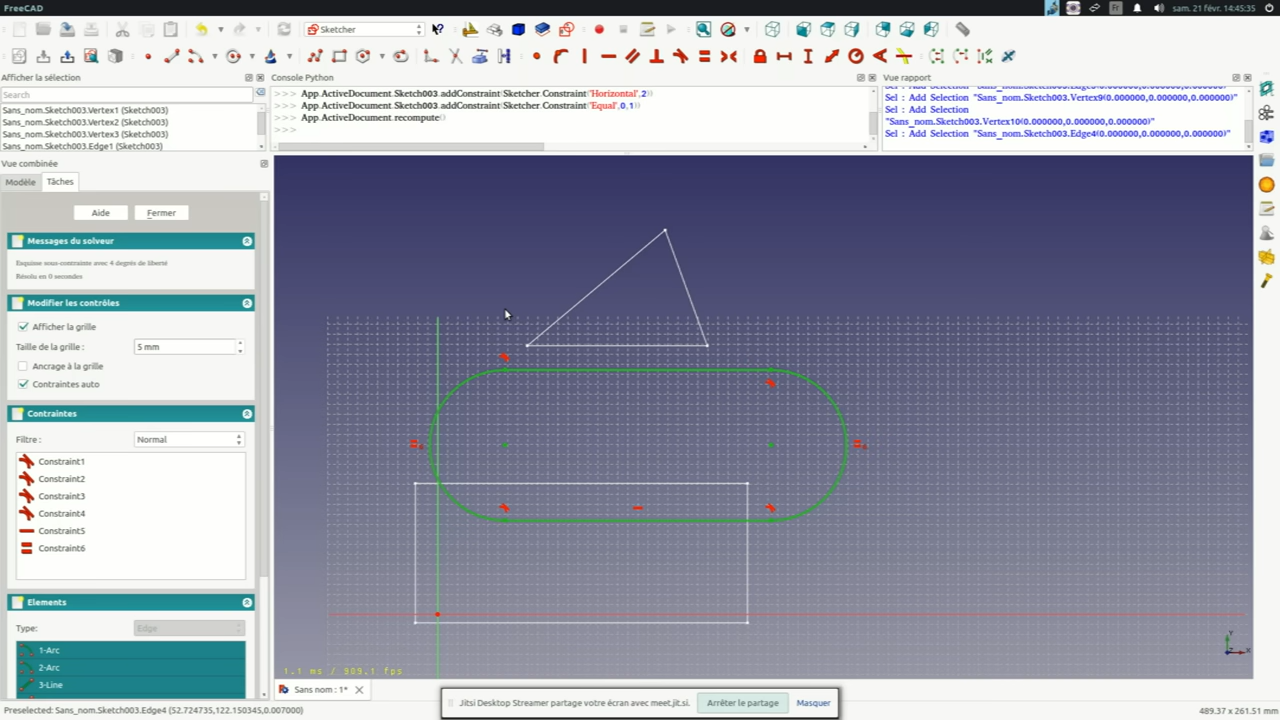 FreeCAD
Fr
sam. 21 févr. 14:45:35
Sketcher
Afficher la sélection
Console Python
Vue rapport
Search
Sans_nom.Sketch003.Vertex1 (Sketch003)
Sans_nom.Sketch003.Vertex2 (Sketch003)
Sans_nom.Sketch003.Vertex3 (Sketch003)
Sans_nom.Sketch003.Edge1 (Sketch003)
>>> App.ActiveDocument.Sketch003.addConstraint(Sketcher.Constraint('Horizontal',2))
>>> App.ActiveDocument.Sketch003.addConstraint(Sketcher.Constraint('Equal',0,1))
>>> App.ActiveDocument.recompute()
>>>
Sel : Add Selection "Sans_nom.Sketch003.Vertex9(0.000000,0.000000,0.000000)"
Sel : Add Selection
"Sans_nom.Sketch003.Vertex10(0.000000,0.000000,0.000000)"
Sel : Add Selection "Sans_nom.Sketch003.Edge4(0.000000,0.000000,0.000000)"
Vue combinée
Modèle
Tâches
Aide
Fermer
Messages du solveur
Esquisse sous-contrainte avec 4 degrés de liberté
Résolu en 0 secondes
Modifier les contrôles
Afficher la grille
Taille de la grille :
5 mm
Ancrage à la grille
Contraintes auto
Contraintes
Filtre :
Normal
Constraint1
Constraint2
Constraint3
Constraint4
Constraint5
Constraint6
Elements
Type:
Edge
1-Arc
2-Arc
3-Line
1.1 ms / 909.1 fps
Y
X
Sans nom : 1*
Jitsi Desktop Streamer partage votre écran avec meet.jit.si.
Arrêter le partage
Masquer
Preselected: Sans_nom.Sketch003.Edge4 (52.724735,122.150345,0.007000)
489.37 x 261.51 mm